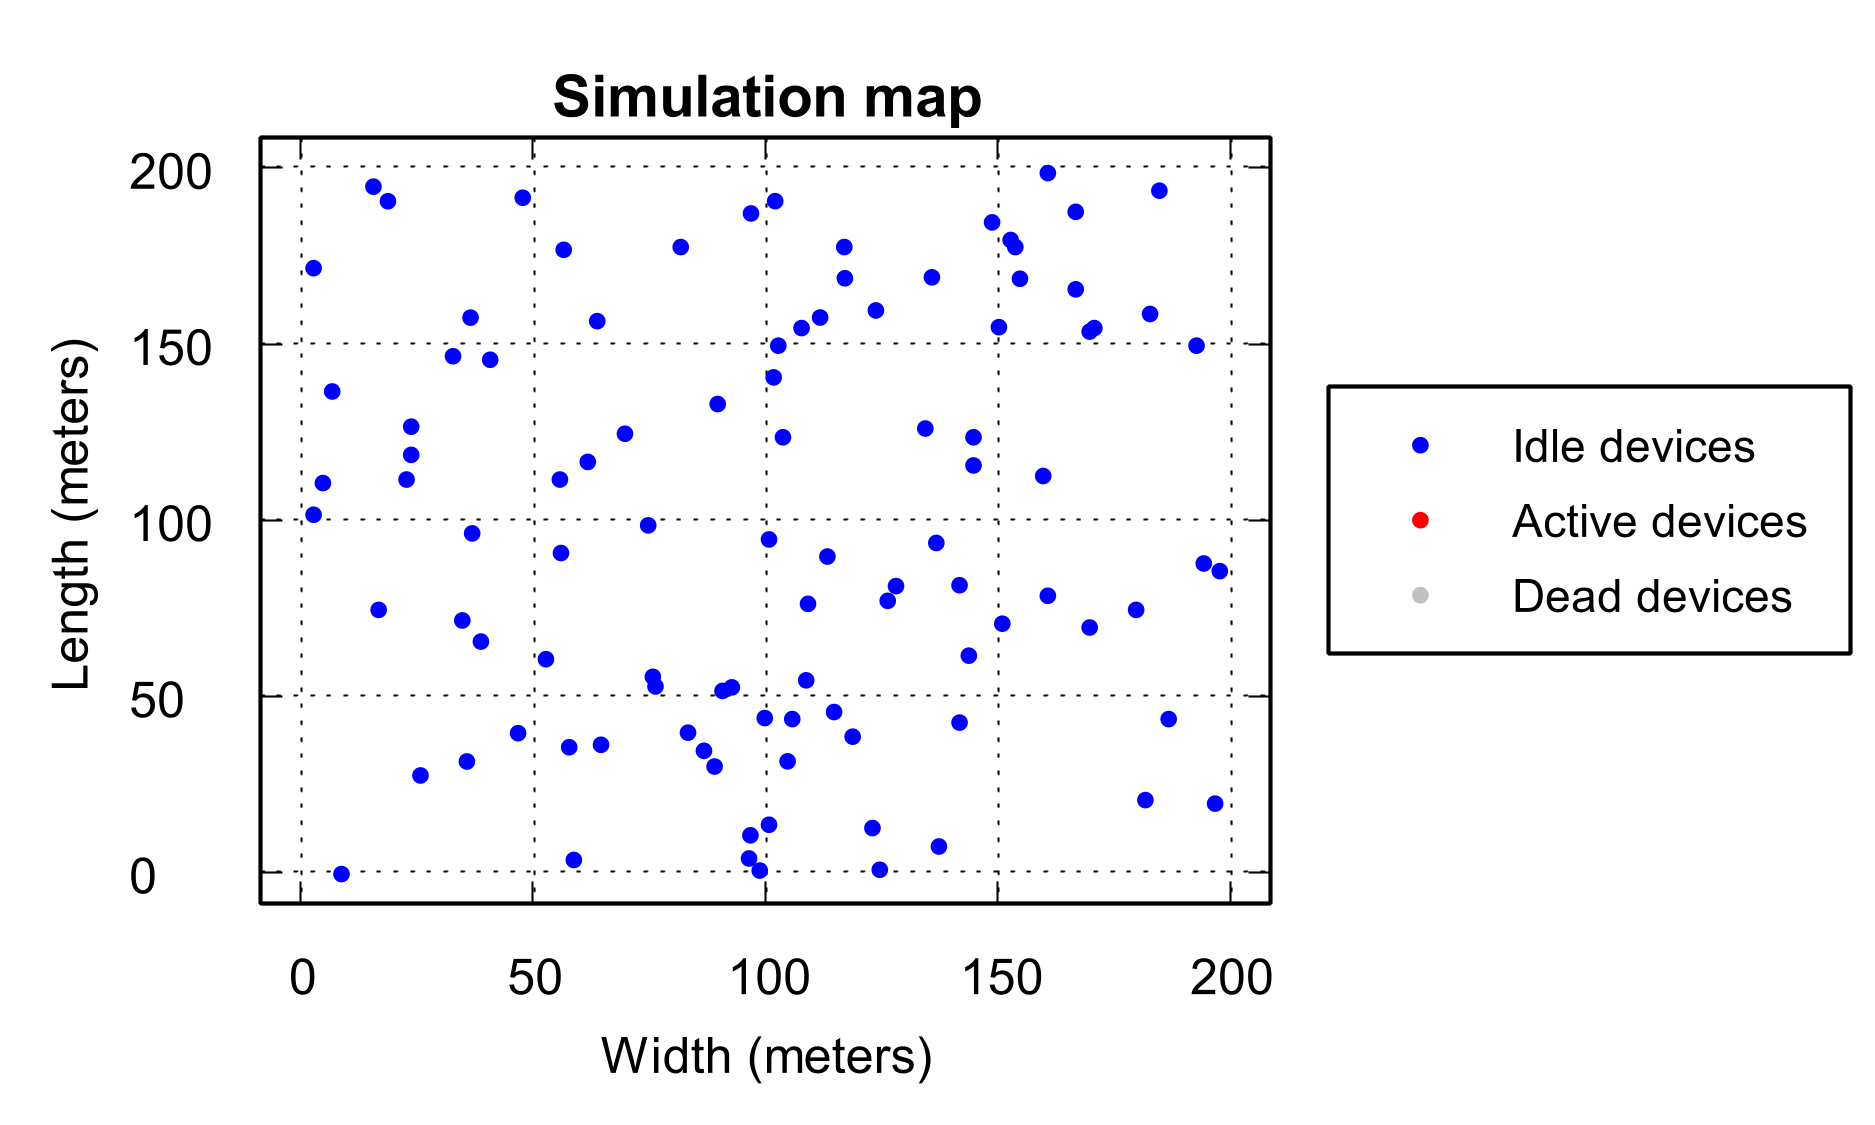 Simulation map
200
150
100
50
0
Length (meters)
0 50 100 150 200
Width (meters)
Idle devices
Active devices
Dead devices